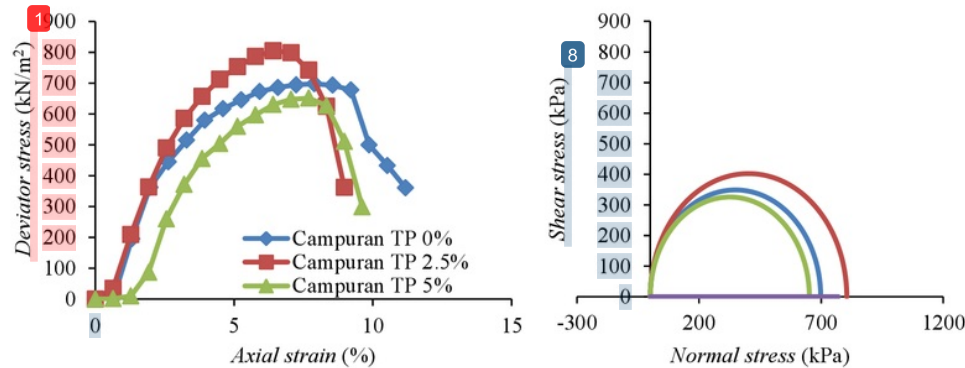 1
900
800
700
600
500
400
300
200
100
0
Deviator stress (kN/m²)
Campuran TP 0%
Campuran TP 2.5%
Campuran TP 5%
0 5 10 15
Axial strain (%)
8
900
800
700
600
500
400
300
200
100
0
Shear stress (kPa)
-300 200 700 1200
Normal stress (kPa)